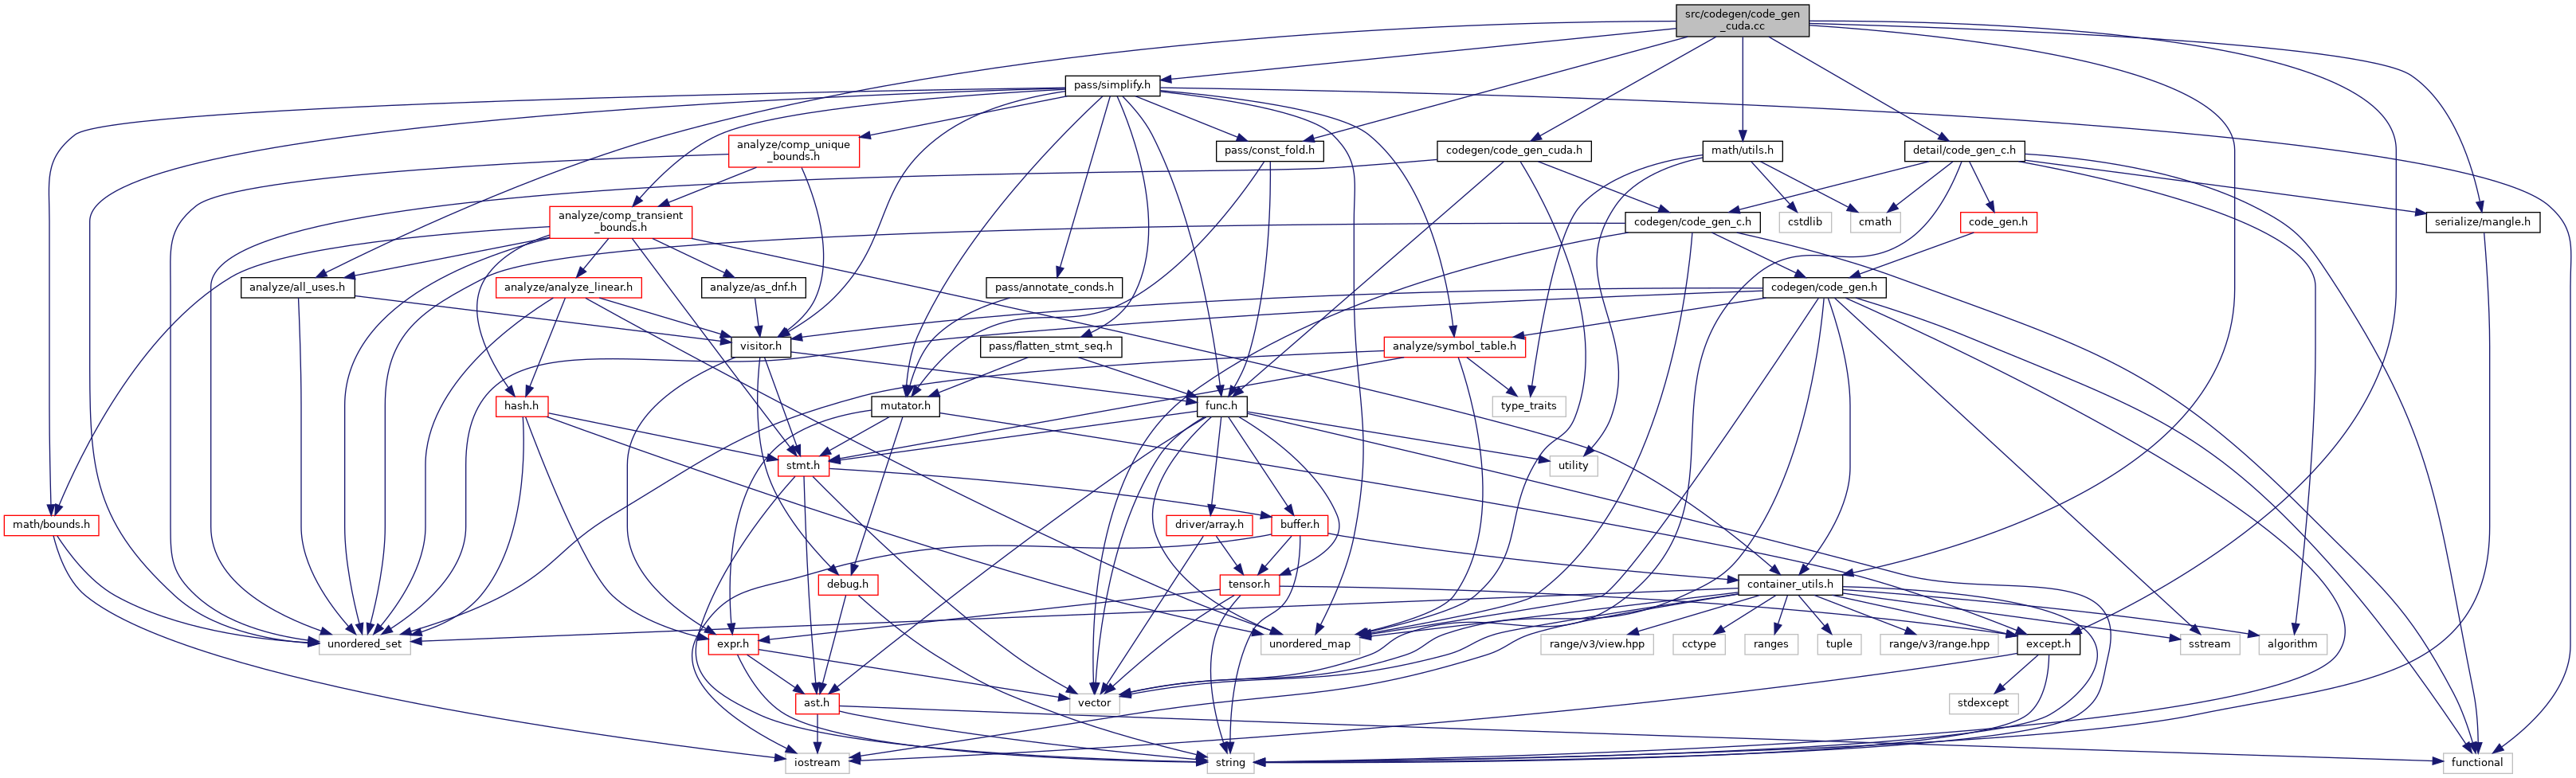 src/codegen/code_gen
_cuda.cc
pass/simplify.h
analyze/comp_unique
_bounds.h
pass/const_fold.h
codegen/code_gen_cuda.h
math/utils.h
detail/code_gen_c.h
analyze/comp_transient
_bounds.h
codegen/code_gen_c.h
cstdlib
cmath
code_gen.h
serialize/mangle.h
analyze/all_uses.h
analyze/analyze_linear.h
analyze/as_dnf.h
pass/annotate_conds.h
codegen/code_gen.h
visitor.h
pass/flatten_stmt_seq.h
analyze/symbol_table.h
hash.h
mutator.h
func.h
type_traits
stmt.h
utility
math/bounds.h
driver/array.h
buffer.h
debug.h
tensor.h
container_utils.h
unordered_set
expr.h
unordered_map
range/v3/view.hpp
cctype
ranges
tuple
range/v3/range.hpp
except.h
sstream
algorithm
ast.h
vector
stdexcept
iostream
string
functional